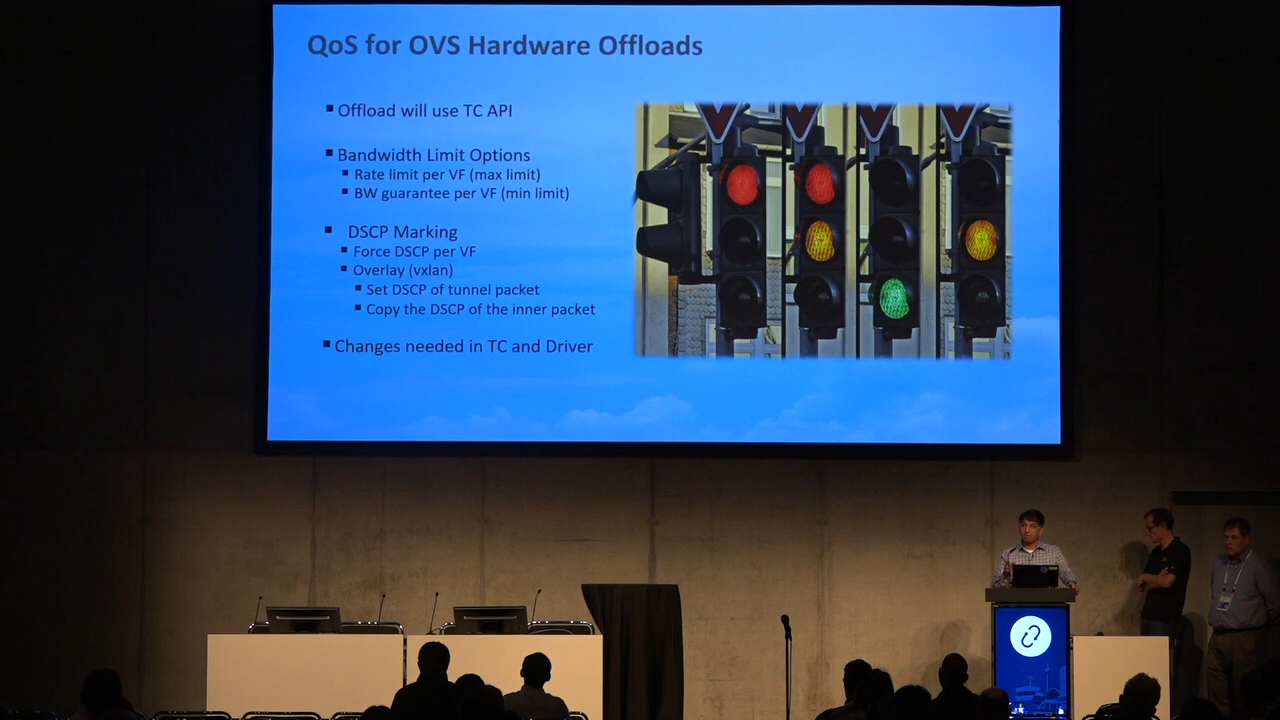 QoS for OVS Hardware Offloads
▪ Offload will use TC API
▪ Bandwidth Limit Options
▪ Rate limit per VF (max limit)
▪ BW guarantee per VF (min limit)
▪ DSCP Marking
▪ Force DSCP per VF
▪ Overlay (vxlan)
▪ Set DSCP of tunnel packet
▪ Copy the DSCP of the inner packet
▪ Changes needed in TC and Driver